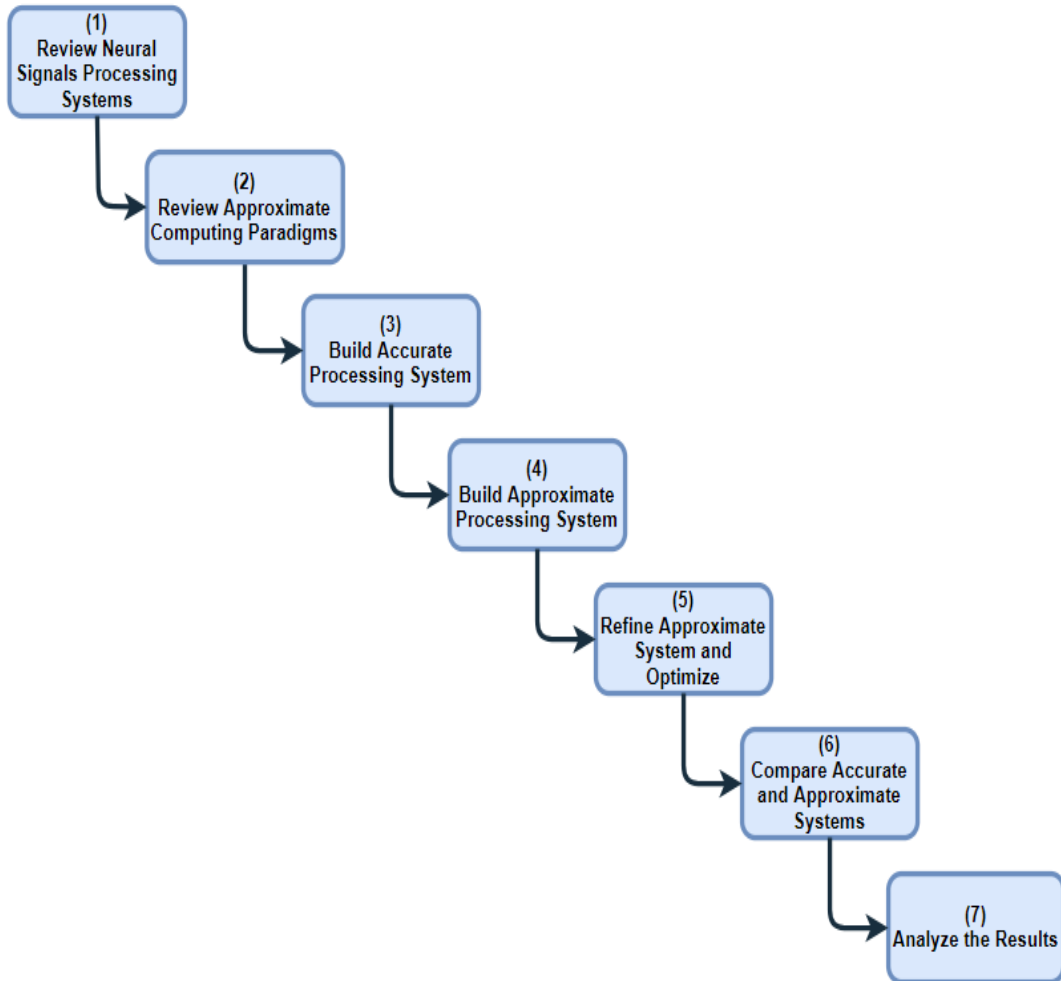 (1)
Review Neural
Signals Processing
Systems
(2)
Review Approximate
Computing Paradigms
(3)
Build Accurate
Processing System
(4)
Build Approximate
Processing System
(5)
Refine Approximate
System and
Optimize
(6)
Compare Accurate
and Approximate
Systems
(7)
Analyze the Results